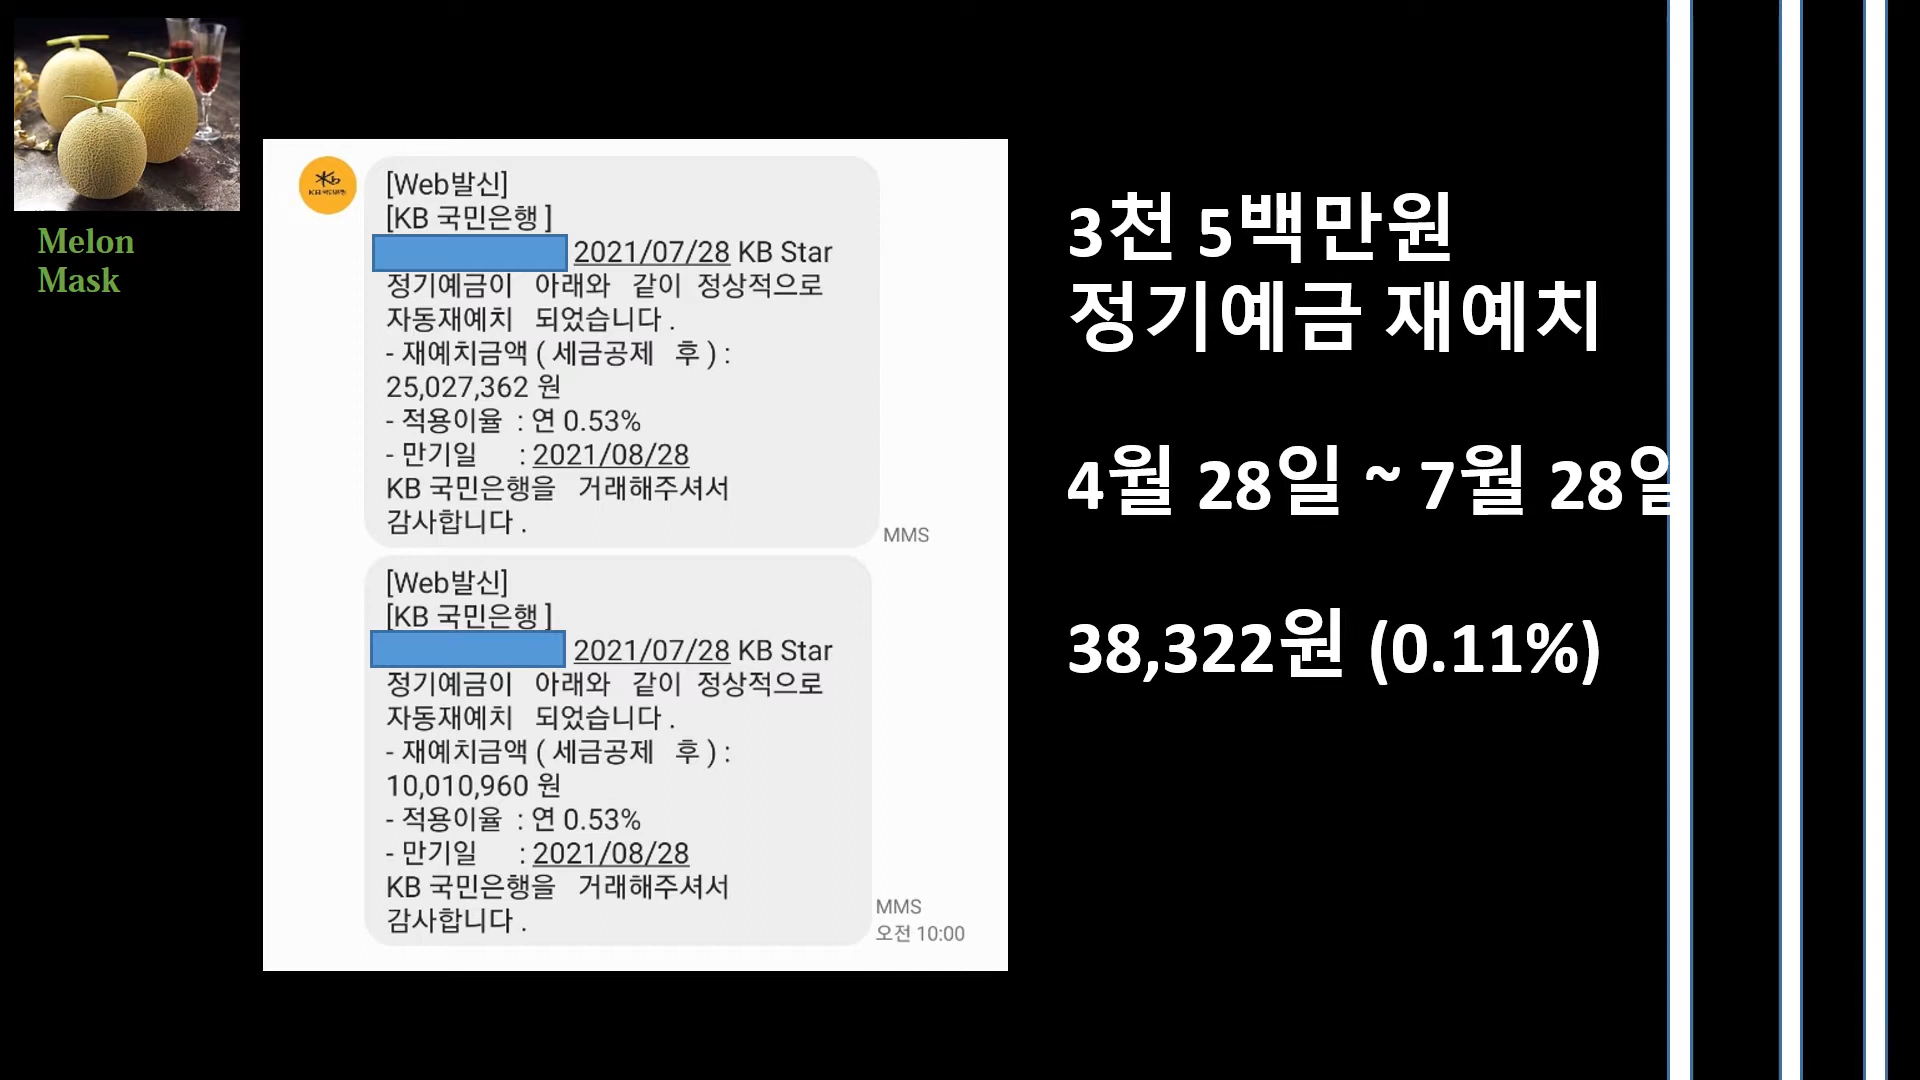 Melon
Mask
[Web발신]
[KB 국민은행 ]
2021/07/28 KB Star
정기예금이 아래와 같이 정상적으로
자동재예치 되었습니다 .
- 재예치금액 ( 세금공제 후 ) :
25,027,362 원
- 적용이율 : 연 0.53%
- 만기일 : 2021/08/28
KB 국민은행을 거래해주셔서
감사합니다 .
MMS
[Web발신]
[KB 국민은행 ]
2021/07/28 KB Star
정기예금이 아래와 같이 정상적으로
자동재예치 되었습니다 .
- 재예치금액 ( 세금공제 후 ) :
10,010,960 원
- 적용이율 : 연 0.53%
- 만기일 : 2021/08/28
KB 국민은행을 거래해주셔서
감사합니다 .
MMS
오전 10:00
3천 5백만원
정기예금 재예치
4월 28일 ~ 7월 28일
38,322원 (0.11%)